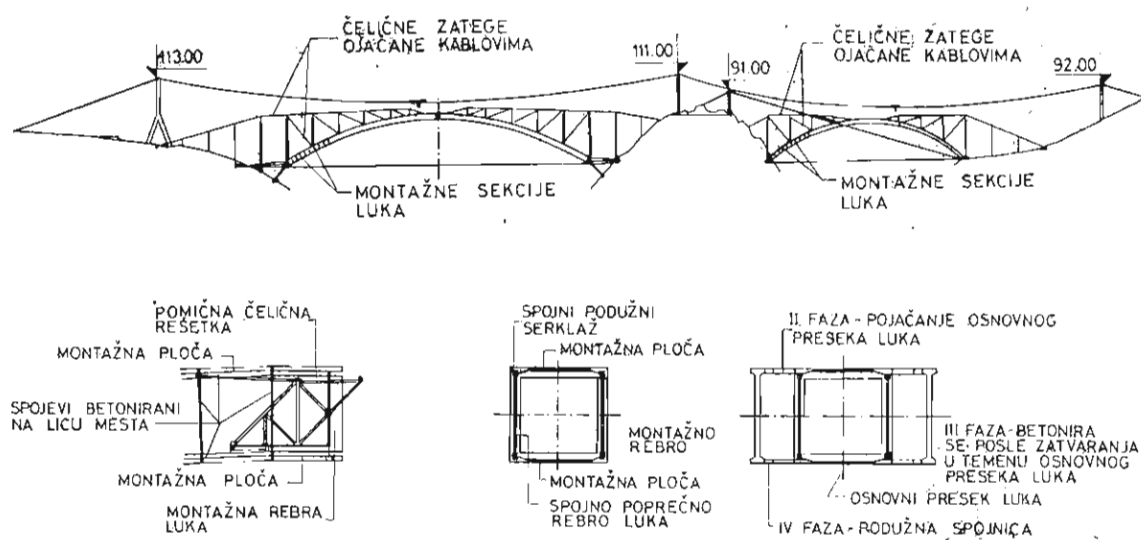 ČELIČNE ZATEGE
OJAČANE KABLOVIMA
413.00
111.00
91.00
ČELIČNE ŽATEGE
OJAČANE KABLOVIMA
92.00
MONTAŽNE SEKCIJE
LUKA
MONTAŽNE SEKCIJE
LUKA
POMIČNA ČELIČNA
REŠETKA
MONTAŽNA PLOČA
SPOJEVI BETONIRANI
NA LICU MESTA
MONTAŽNA PLOČA
MONTAŽNA REBRA
LUKA
SPOJNI PODUŽNI
SERKLAŽ
MONTAŽNA PLOČA
MONTAŽNO
REBRO
MONTAŽNA PLOČA
SPOJNO POPREČNO
REBRO LUKA
II FAZA - POJAČANJE OSNOVNOG
PRESEKA LUKA
III FAZA-BETONIRA
SE POSLE ZATVARANJA
U TEMENU OSNOVNOG
PRESEKA LUKA
OSNOVNI PRESEK LUKA
IV FAZA-PODUŽNA SPOJNICA